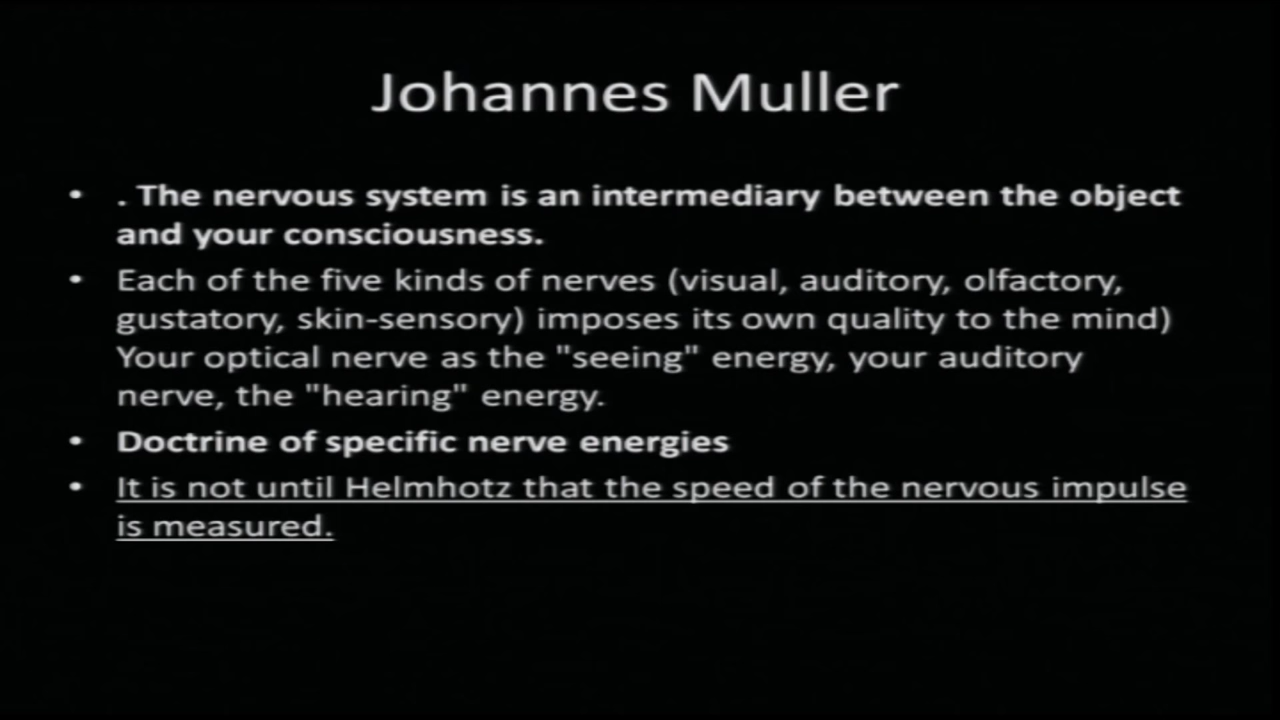 Johannes Muller
• . The nervous system is an intermediary between the object
and your consciousness.
• Each of the five kinds of nerves (visual, auditory, olfactory,
gustatory, skin-sensory) imposes its own quality to the mind)
Your optical nerve as the "seeing" energy, your auditory
nerve, the "hearing" energy.
• Doctrine of specific nerve energies
• It is not until Helmhotz that the speed of the nervous impulse
is measured.